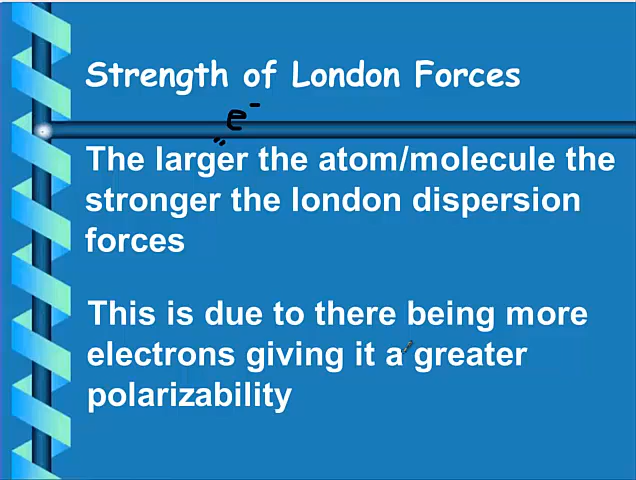 Strength of London Forces
e-
The larger the atom/molecule the
stronger the london dispersion
forces
This is due to there being more
electrons giving it a greater
polarizability